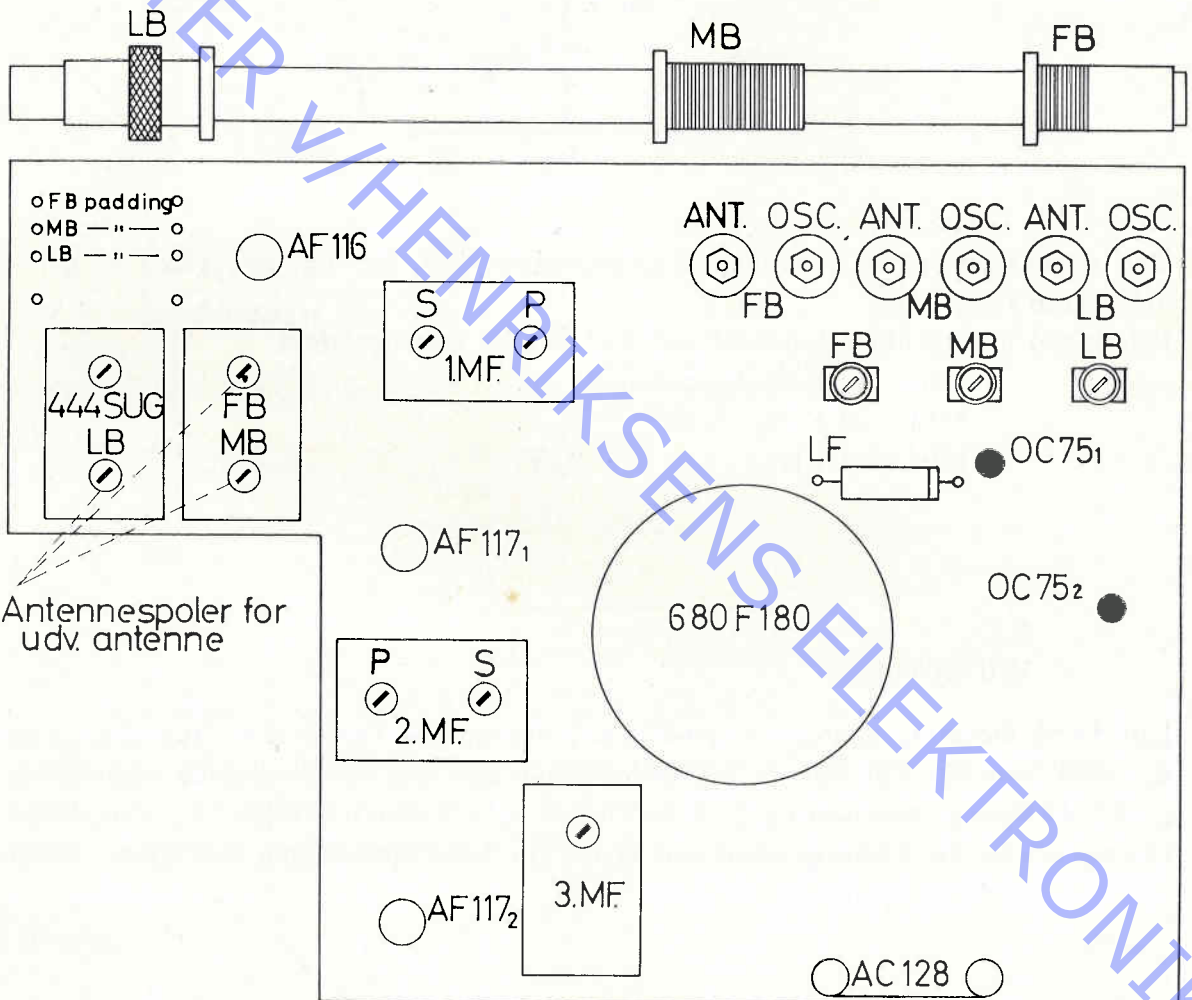 LB MB FB
FB padding
MB — " —
LB — " —
AF116
ANT. OSC. ANT. OSC. ANT. OSC.
FB MB LB
S P
1.MF.
FB MB LB
444SUG
LB
FB
MB
LF
OC75₁
AF117₁
680F180
OC75₂
Antennespoler for
udv. antenne
P S
2.MF.
3.MF.
AF117₂
AC128
v/HENRIKSENS ELEKTRONI